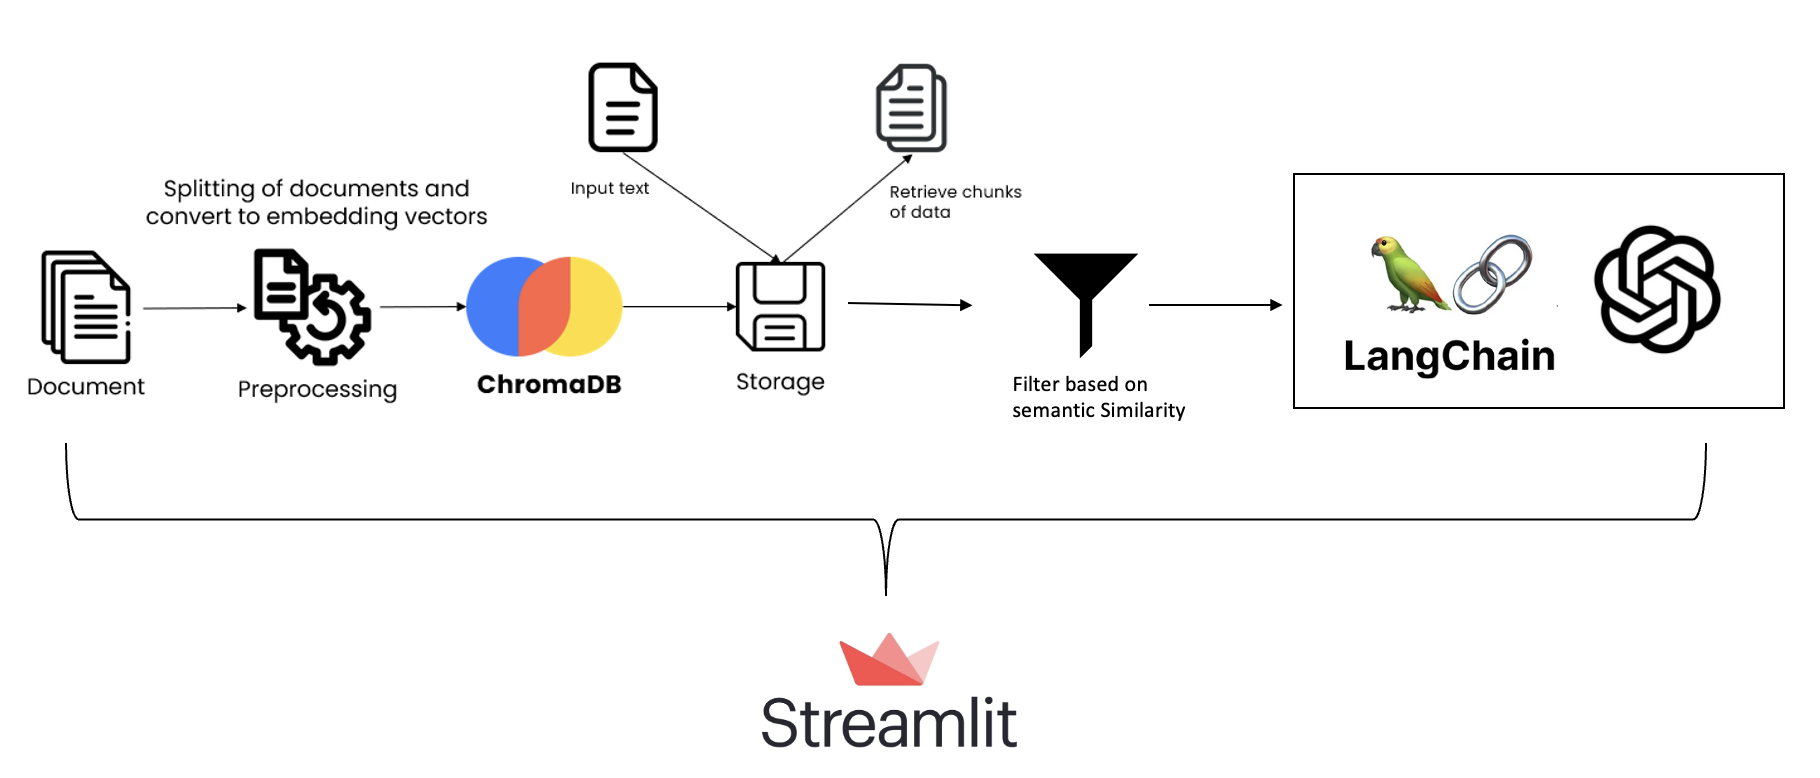 Input text
Retrieve chunks
of data
Splitting of documents and
convert to embedding vectors
Document
Preprocessing
ChromaDB
Storage
Filter based on
semantic Similarity
LangChain
Streamlit